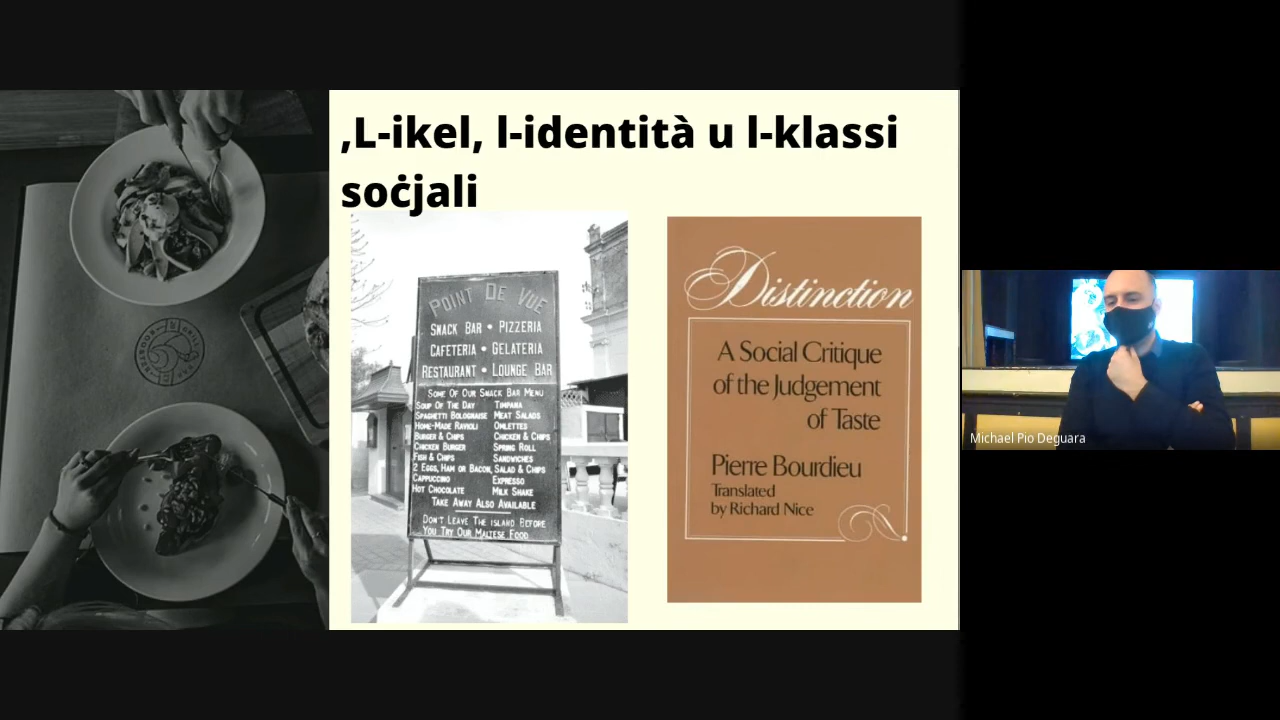 ,L-ikel, l-identità u l-klassi
soċjali
POINT DE VUE
SNACK BAR • PIZZERIA
CAFETERIA • GELATERIA
RESTAURANT • LOUNGE BAR
SOME OF OUR SNACK BAR MENU
SOUP OF THE DAY TIMPANA
SPAGHETTI BOLOGNAISE MEAT SALADS
HOME-MADE RAVIOLI OMLETTES
BURGER & CHIPS CHICKEN & CHIPS
CHICKEN BURGER SPRING ROLL
FISH & CHIPS SANDWICHES
2 EGGS, HAM OR BACON, SALAD & CHIPS
CAPPUCCINO EXPRESSO
HOT CHOCOLATE MILK SHAKE
TAKE AWAY ALSO AVAILABLE
DON'T LEAVE THE ISLAND BEFORE
YOU TRY OUR MALTESE FOOD
Distinction
A Social Critique
of the Judgement
of Taste
Pierre Bourdieu
Translated
by Richard Nice
Michael Pio Deguara